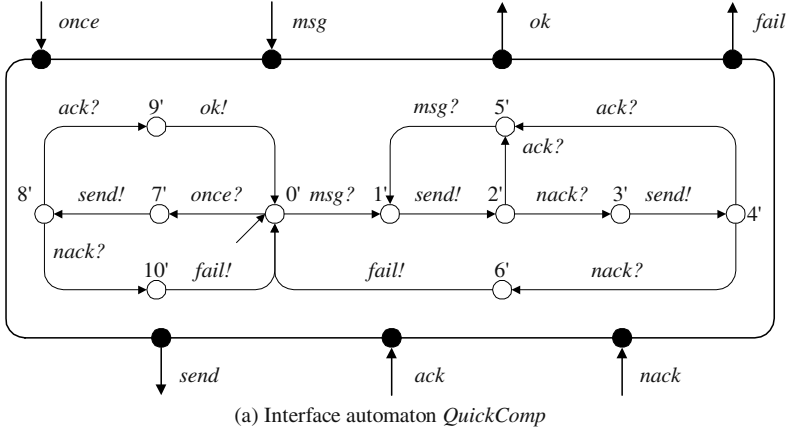 once msg ok fail
ack? 9' ok! msg? 5' ack?
ack?
8' send! 7' once? 0' msg? 1' send! 2' nack? 3' send! 4'
nack? 10' fail! fail! 6' nack?
send ack nack
(a) Interface automaton QuickComp